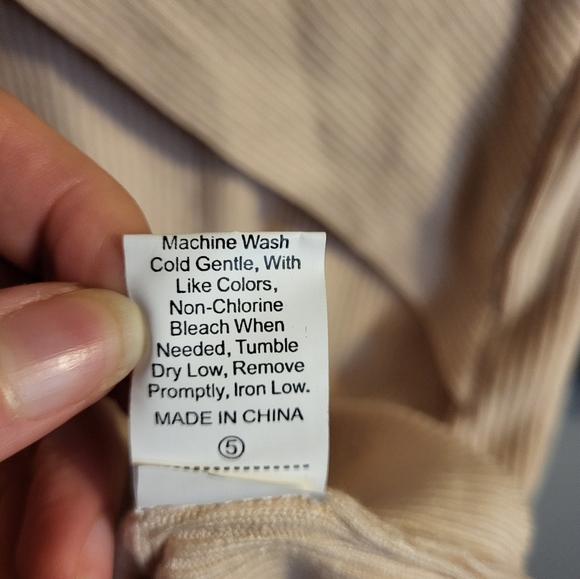 Machine Wash
Cold Gentle, With
Like Colors,
Non-Chlorine
Bleach When
Needed, Tumble
Dry Low, Remove
Promptly, Iron Low.
MADE IN CHINA
⑤